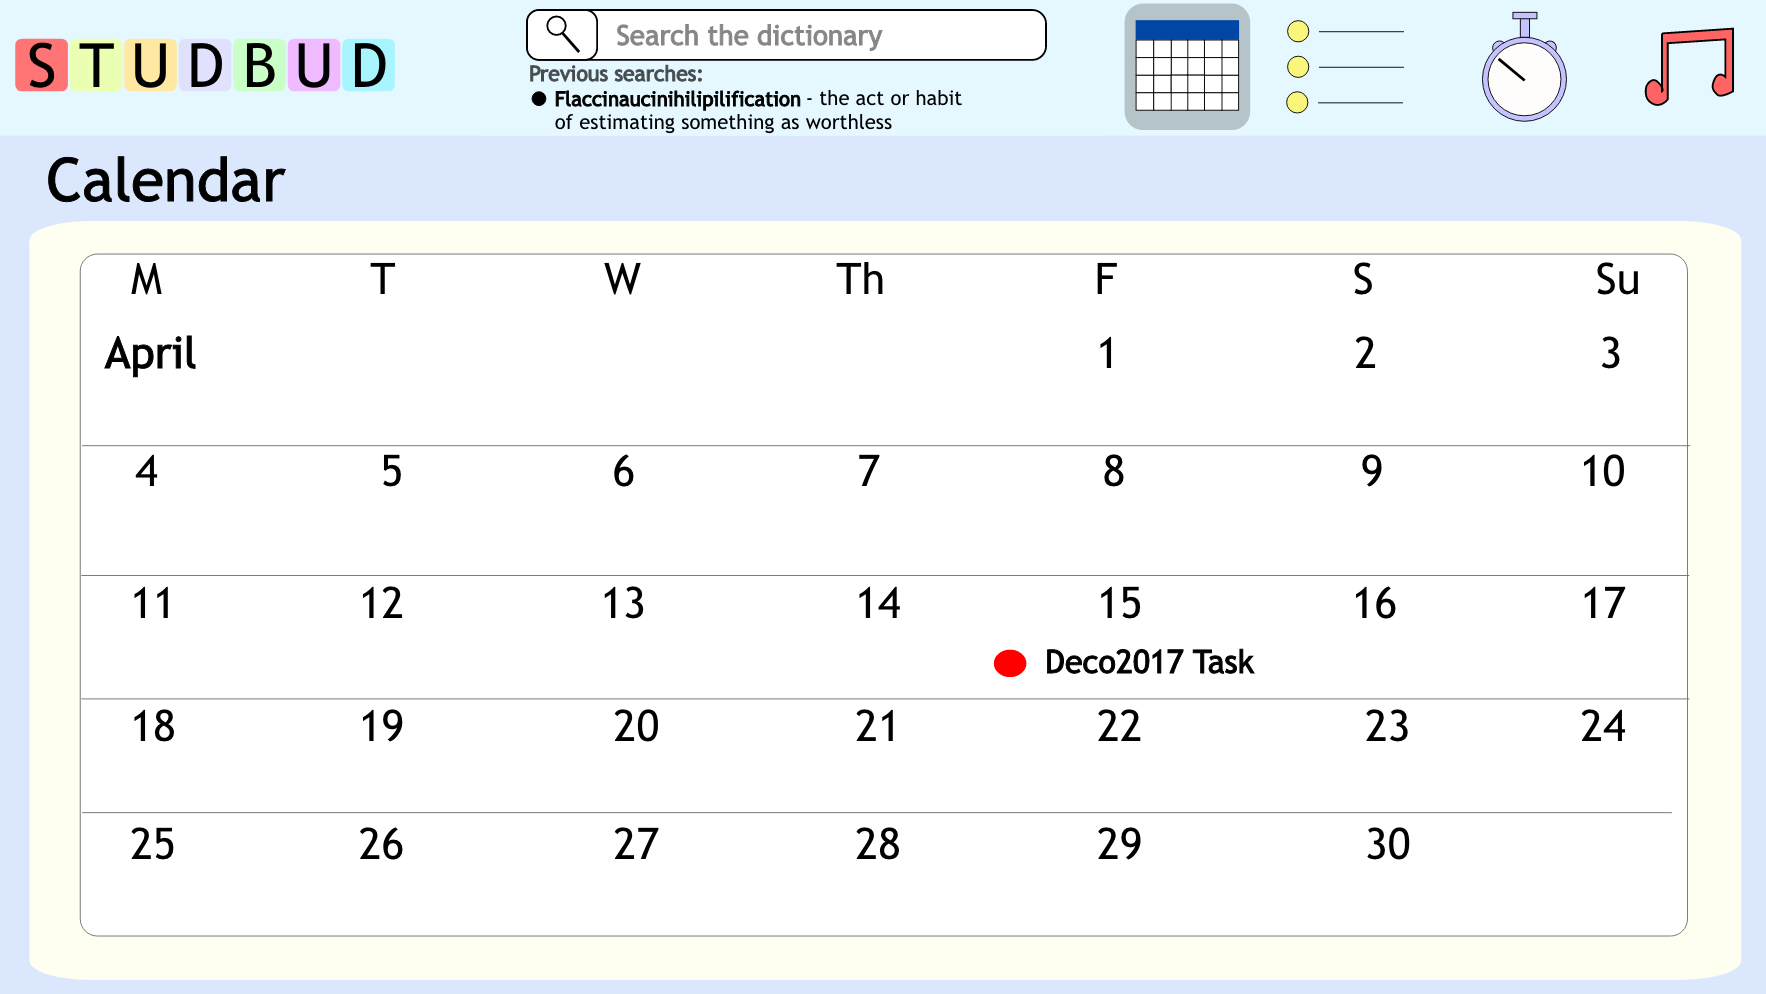 STUDBUD
Search the dictionary
Previous searches:
● Flaccinaucinihilipilification - the act or habit
of estimating something as worthless
Calendar
M T W Th F S Su
April 1 2 3
4 5 6 7 8 9 10
11 12 13 14 15 16 17
Deco2017 Task
18 19 20 21 22 23 24
25 26 27 28 29 30